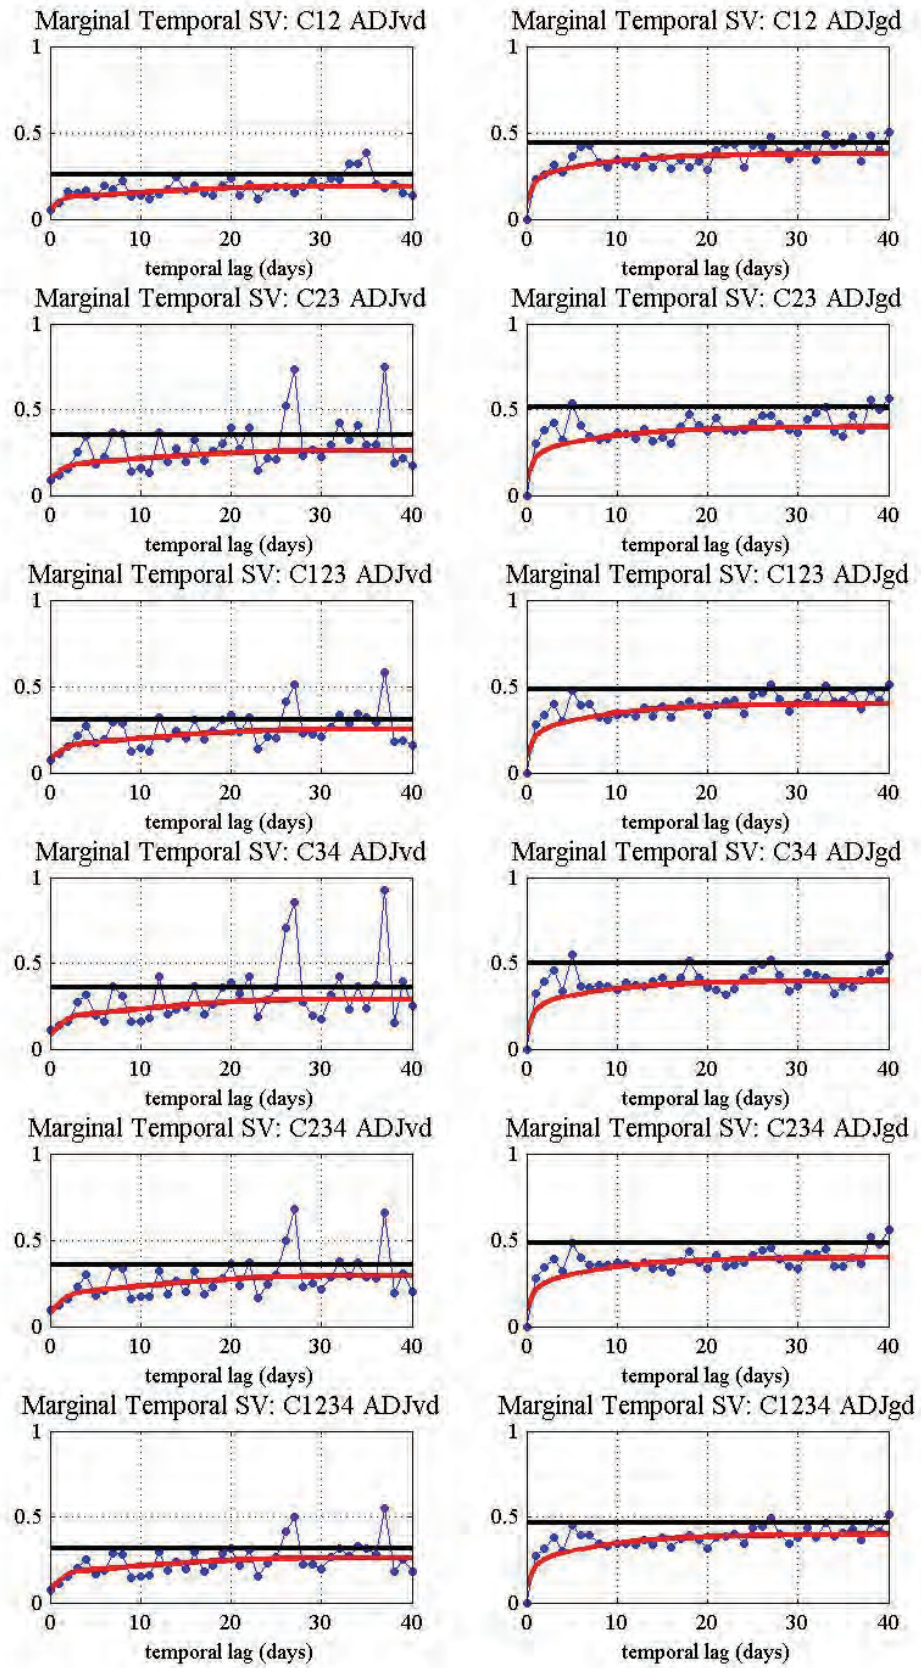 Marginal Temporal SV: C12 ADJvd
1
0.5
0
0 10 20 30 40
temporal lag (days)
Marginal Temporal SV: C12 ADJgd
1
0.5
0
0 10 20 30 40
temporal lag (days)
Marginal Temporal SV: C23 ADJvd
1
0.5
0
0 10 20 30 40
temporal lag (days)
Marginal Temporal SV: C23 ADJgd
1
0.5
0
0 10 20 30 40
temporal lag (days)
Marginal Temporal SV: C123 ADJvd
1
0.5
0
0 10 20 30 40
temporal lag (days)
Marginal Temporal SV: C123 ADJgd
1
0.5
0
0 10 20 30 40
temporal lag (days)
Marginal Temporal SV: C34 ADJvd
1
0.5
0
0 10 20 30 40
temporal lag (days)
Marginal Temporal SV: C34 ADJgd
1
0.5
0
0 10 20 30 40
temporal lag (days)
Marginal Temporal SV: C234 ADJvd
1
0.5
0
0 10 20 30 40
temporal lag (days)
Marginal Temporal SV: C234 ADJgd
1
0.5
0
0 10 20 30 40
temporal lag (days)
Marginal Temporal SV: C1234 ADJvd
1
0.5
0
0 10 20 30 40
temporal lag (days)
Marginal Temporal SV: C1234 ADJgd
1
0.5
0
0 10 20 30 40
temporal lag (days)